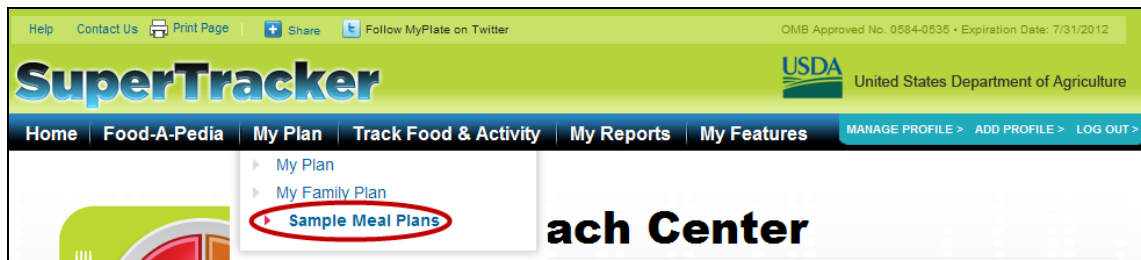 Help Contact Us Print Page Share Follow MyPlate on Twitter OMB Approved No. 0584-0535 • Expiration Date: 7/31/2012
SuperTracker USDA United States Department of Agriculture
Home Food-A-Pedia My Plan Track Food & Activity My Reports My Features MANAGE PROFILE > ADD PROFILE > LOG OUT >
My Plan
My Family Plan
Sample Meal Plans
ach Center